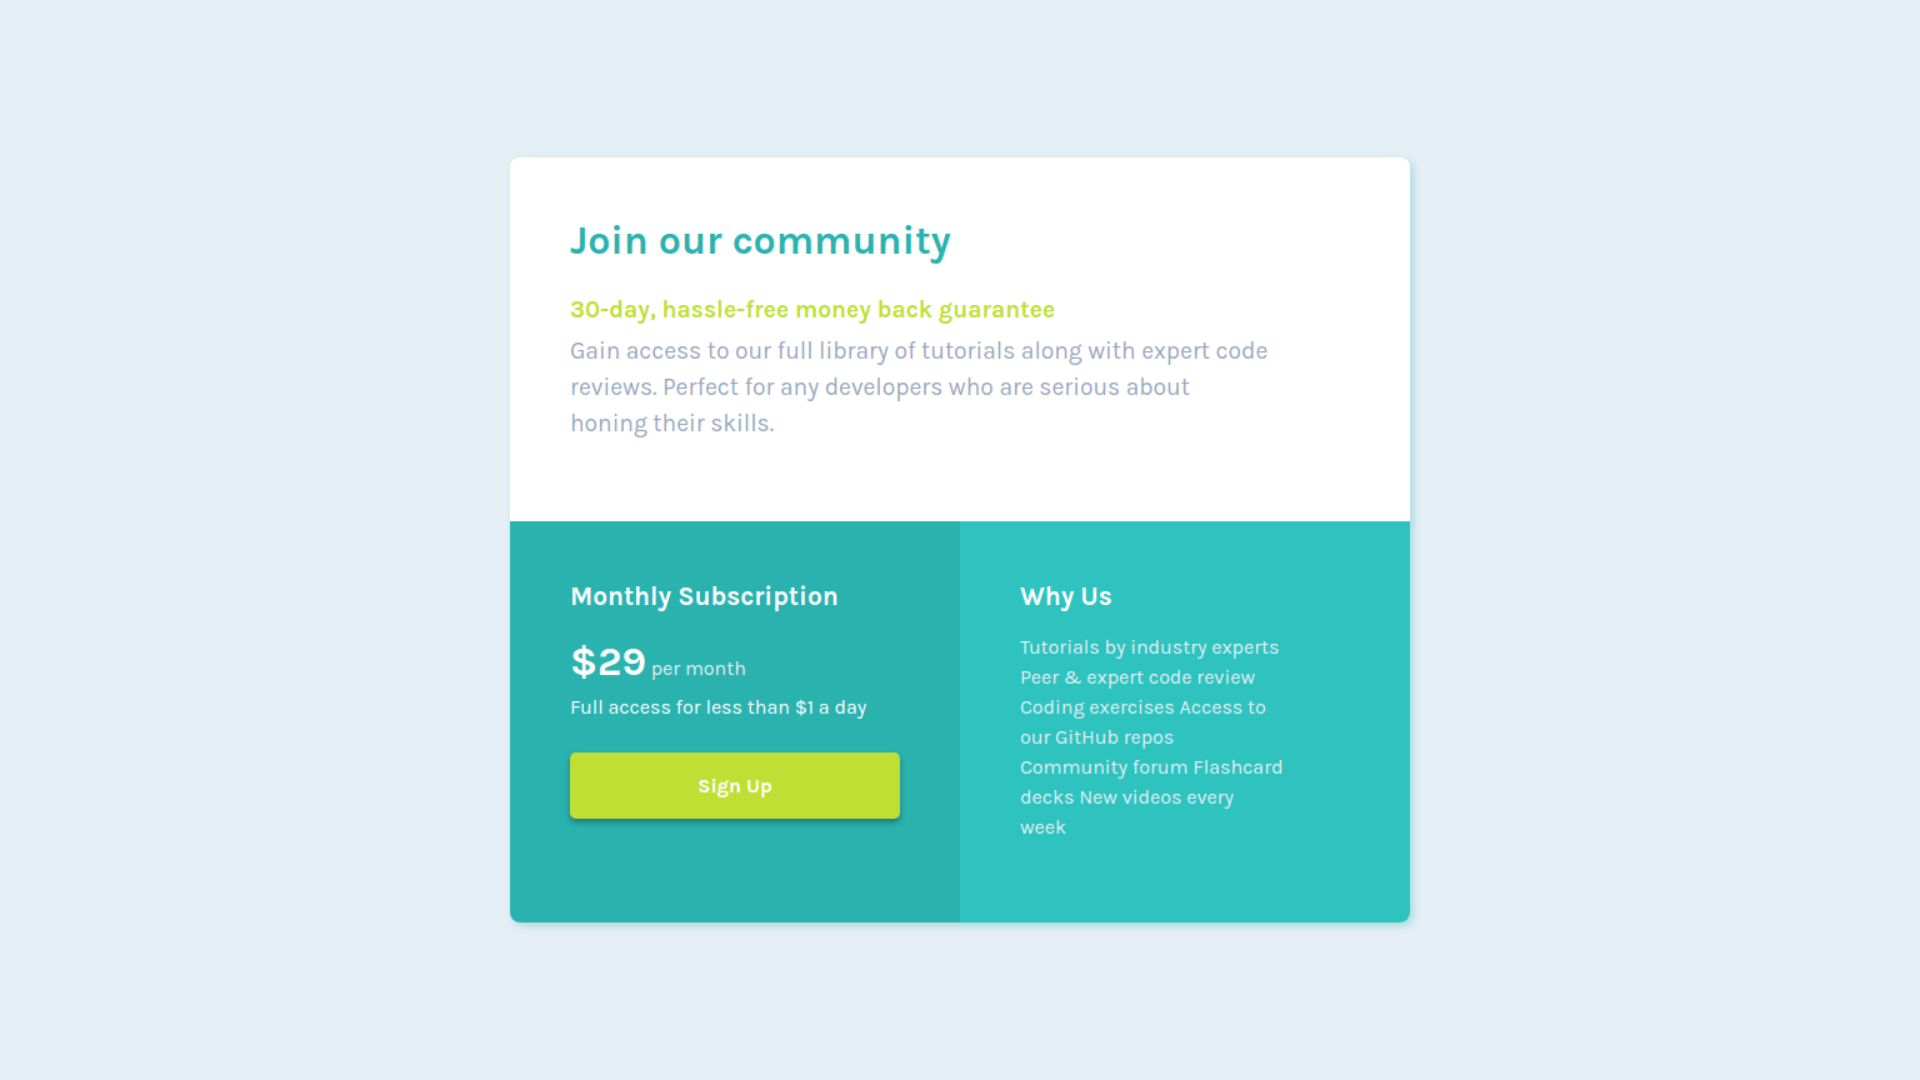 Join our community
30-day, hassle-free money back guarantee
Gain access to our full library of tutorials along with expert code
reviews. Perfect for any developers who are serious about
honing their skills.
Monthly Subscription
$29 per month
Full access for less than $1 a day
Sign Up
Why Us
Tutorials by industry experts
Peer & expert code review
Coding exercises Access to
our GitHub repos
Community forum Flashcard
decks New videos every
week